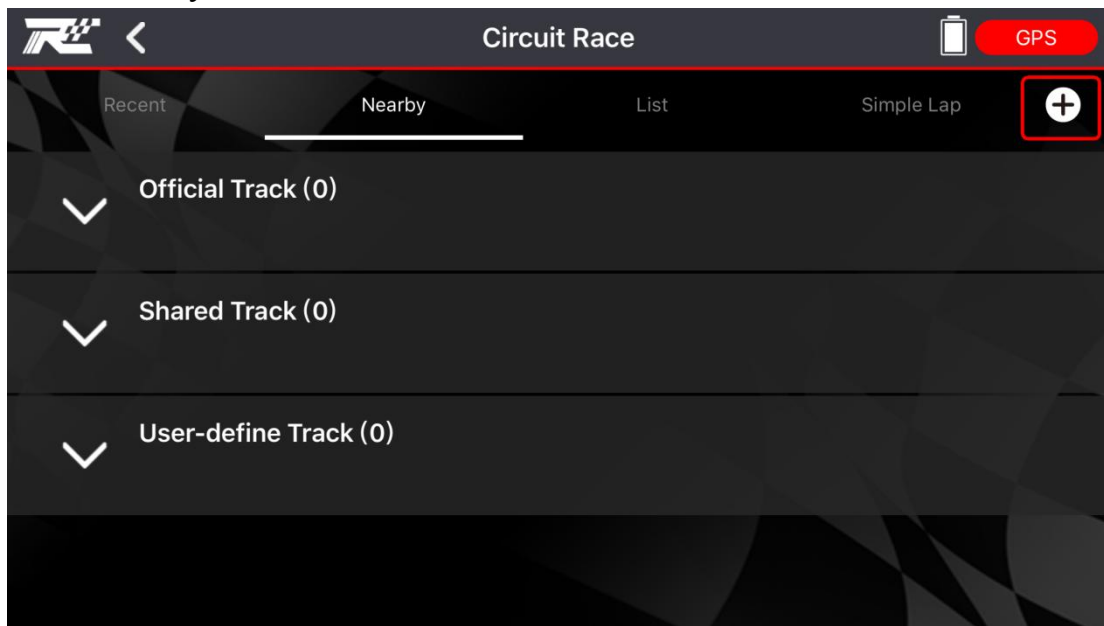 Circuit Race
GPS
Recent
Nearby
List
Simple Lap
Official Track (0)
Shared Track (0)
User-define Track (0)